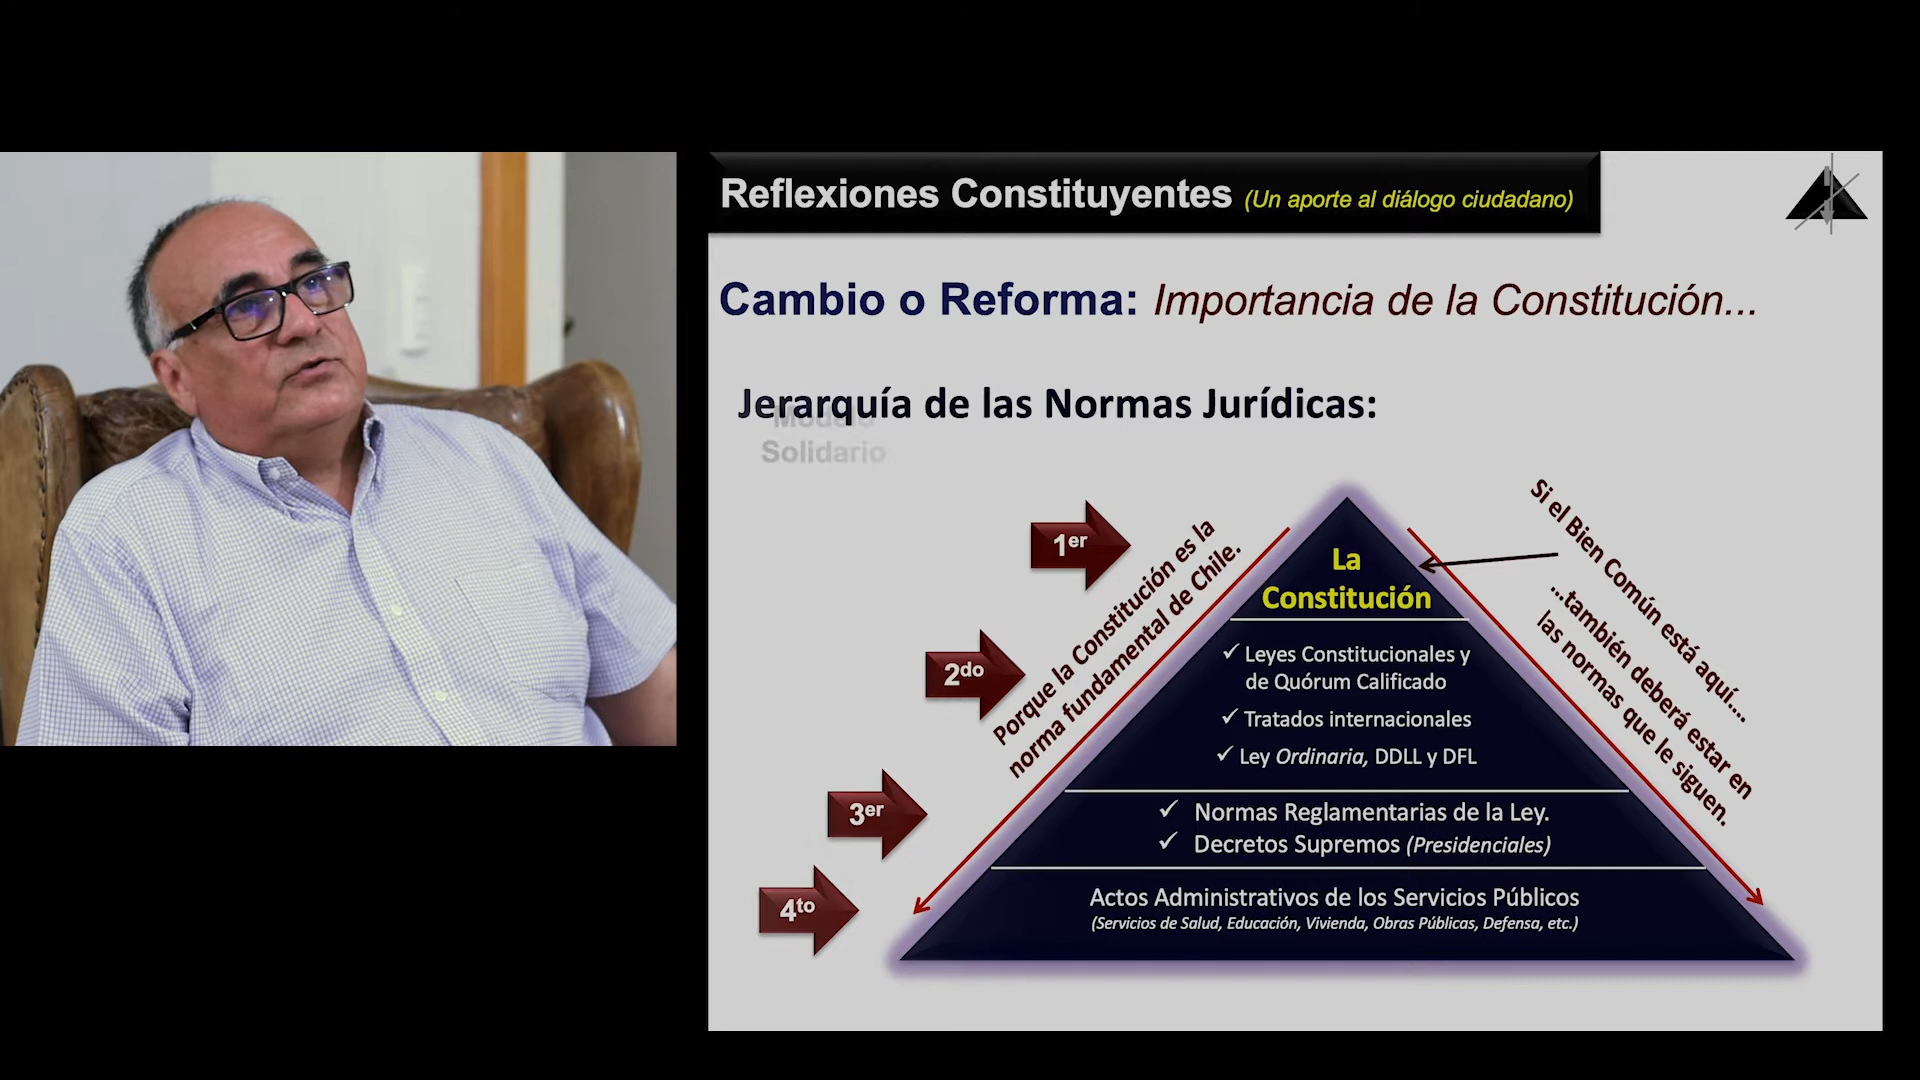 Reflexiones Constituyentes (Un aporte al diálogo ciudadano)
Cambio o Reforma: Importancia de la Constitución...
Jerarquía de las Normas Jurídicas:
Modelo
Solidario
1er
Porque la Constitución es la
norma fundamental de Chile.
La
Constitución
Si el Bien Común está aquí....
...también deberá estar en
las normas que le siguen.
2do
✓ Leyes Constitucionales y
de Quórum Calificado
✓ Tratados internacionales
✓ Ley Ordinaria, DDLL y DFL
3er
✓ Normas Reglamentarias de la Ley.
✓ Decretos Supremos (Presidenciales)
4to
Actos Administrativos de los Servicios Públicos
(Servicios de Salud, Educación, Vivienda, Obras Públicas, Defensa, etc.)